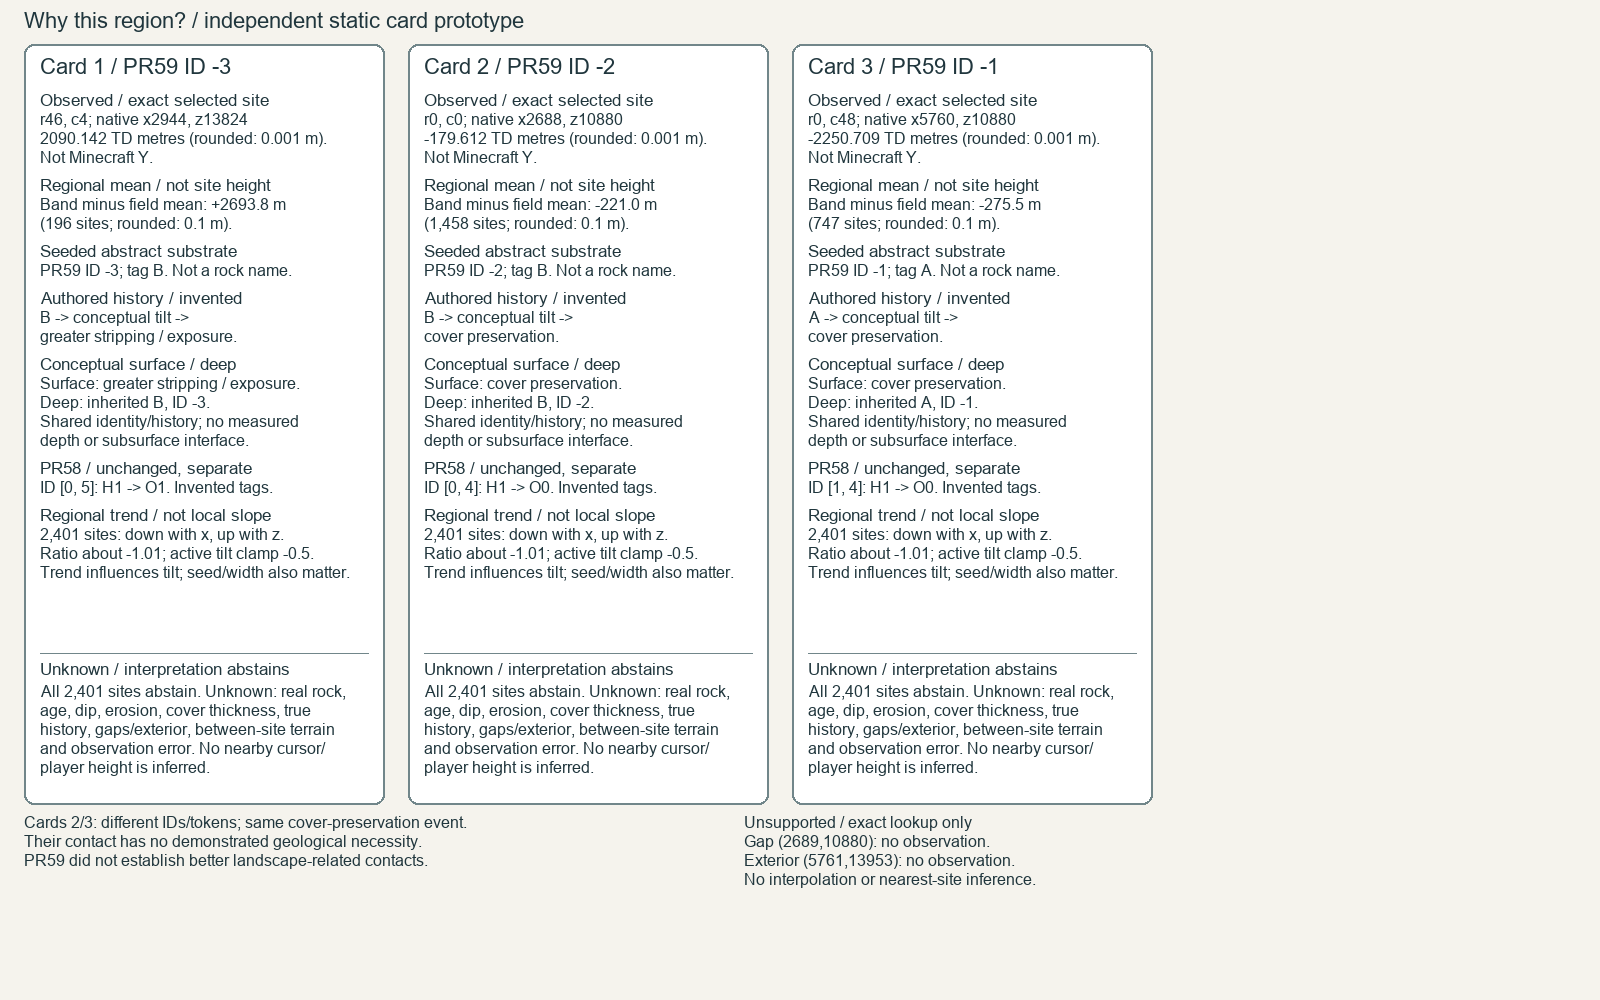 Why this region? / independent static card prototype
Card 1 / PR59 ID -3
Observed / exact selected site
r46, c4; native x2944, z13824
2090.142 TD metres (rounded: 0.001 m).
Not Minecraft Y.
Regional mean / not site height
Band minus field mean: +2693.8 m
(196 sites; rounded: 0.1 m).
Seeded abstract substrate
PR59 ID -3; tag B. Not a rock name.
Authored history / invented
B -> conceptual tilt ->
greater stripping / exposure.
Conceptual surface / deep
Surface: greater stripping / exposure.
Deep: inherited B, ID -3.
Shared identity/history; no measured
depth or subsurface interface.
PR58 / unchanged, separate
ID [0, 5]: H1 -> O1. Invented tags.
Regional trend / not local slope
2,401 sites: down with x, up with z.
Ratio about -1.01; active tilt clamp -0.5.
Trend influences tilt; seed/width also matter.
Unknown / interpretation abstains
All 2,401 sites abstain. Unknown: real rock,
age, dip, erosion, cover thickness, true
history, gaps/exterior, between-site terrain
and observation error. No nearby cursor/
player height is inferred.
Card 2 / PR59 ID -2
Observed / exact selected site
r0, c0; native x2688, z10880
-179.612 TD metres (rounded: 0.001 m).
Not Minecraft Y.
Regional mean / not site height
Band minus field mean: -221.0 m
(1,458 sites; rounded: 0.1 m).
Seeded abstract substrate
PR59 ID -2; tag B. Not a rock name.
Authored history / invented
B -> conceptual tilt ->
cover preservation.
Conceptual surface / deep
Surface: cover preservation.
Deep: inherited B, ID -2.
Shared identity/history; no measured
depth or subsurface interface.
PR58 / unchanged, separate
ID [0, 4]: H1 -> O0. Invented tags.
Regional trend / not local slope
2,401 sites: down with x, up with z.
Ratio about -1.01; active tilt clamp -0.5.
Trend influences tilt; seed/width also matter.
Unknown / interpretation abstains
All 2,401 sites abstain. Unknown: real rock,
age, dip, erosion, cover thickness, true
history, gaps/exterior, between-site terrain
and observation error. No nearby cursor/
player height is inferred.
Card 3 / PR59 ID -1
Observed / exact selected site
r0, c48; native x5760, z10880
-2250.709 TD metres (rounded: 0.001 m).
Not Minecraft Y.
Regional mean / not site height
Band minus field mean: -275.5 m
(747 sites; rounded: 0.1 m).
Seeded abstract substrate
PR59 ID -1; tag A. Not a rock name.
Authored history / invented
A -> conceptual tilt ->
cover preservation.
Conceptual surface / deep
Surface: cover preservation.
Deep: inherited A, ID -1.
Shared identity/history; no measured
depth or subsurface interface.
PR58 / unchanged, separate
ID [1, 4]: H1 -> O0. Invented tags.
Regional trend / not local slope
2,401 sites: down with x, up with z.
Ratio about -1.01; active tilt clamp -0.5.
Trend influences tilt; seed/width also matter.
Unknown / interpretation abstains
All 2,401 sites abstain. Unknown: real rock,
age, dip, erosion, cover thickness, true
history, gaps/exterior, between-site terrain
and observation error. No nearby cursor/
player height is inferred.
Cards 2/3: different IDs/tokens; same cover-preservation event.
Their contact has no demonstrated geological necessity.
PR59 did not establish better landscape-related contacts.
Unsupported / exact lookup only
Gap (2689,10880): no observation.
Exterior (5761,13953): no observation.
No interpolation or nearest-site inference.